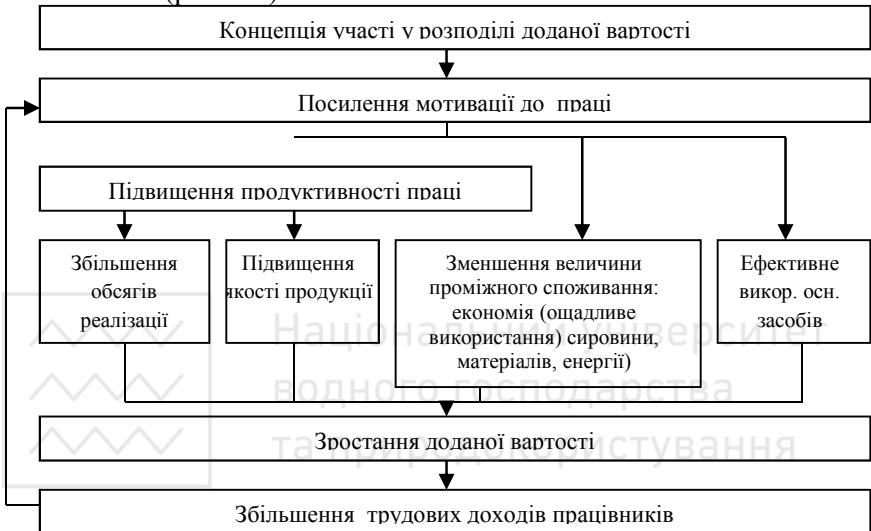 Концепція участі у розподілі доданої вартості
Посилення мотивації до праці
Підвищення продуктивності праці
Збільшення
обсягів
реалізації
Підвищення
якості продукції
Зменшення величини
проміжного споживання:
економія (ощадливе
використання) сировини,
матеріалів, енергії)
Ефективне
викор. осн.
засобів
Національний університет
водного господарства
та природокористування
Зростання доданої вартості
Збільшення трудових доходів працівників